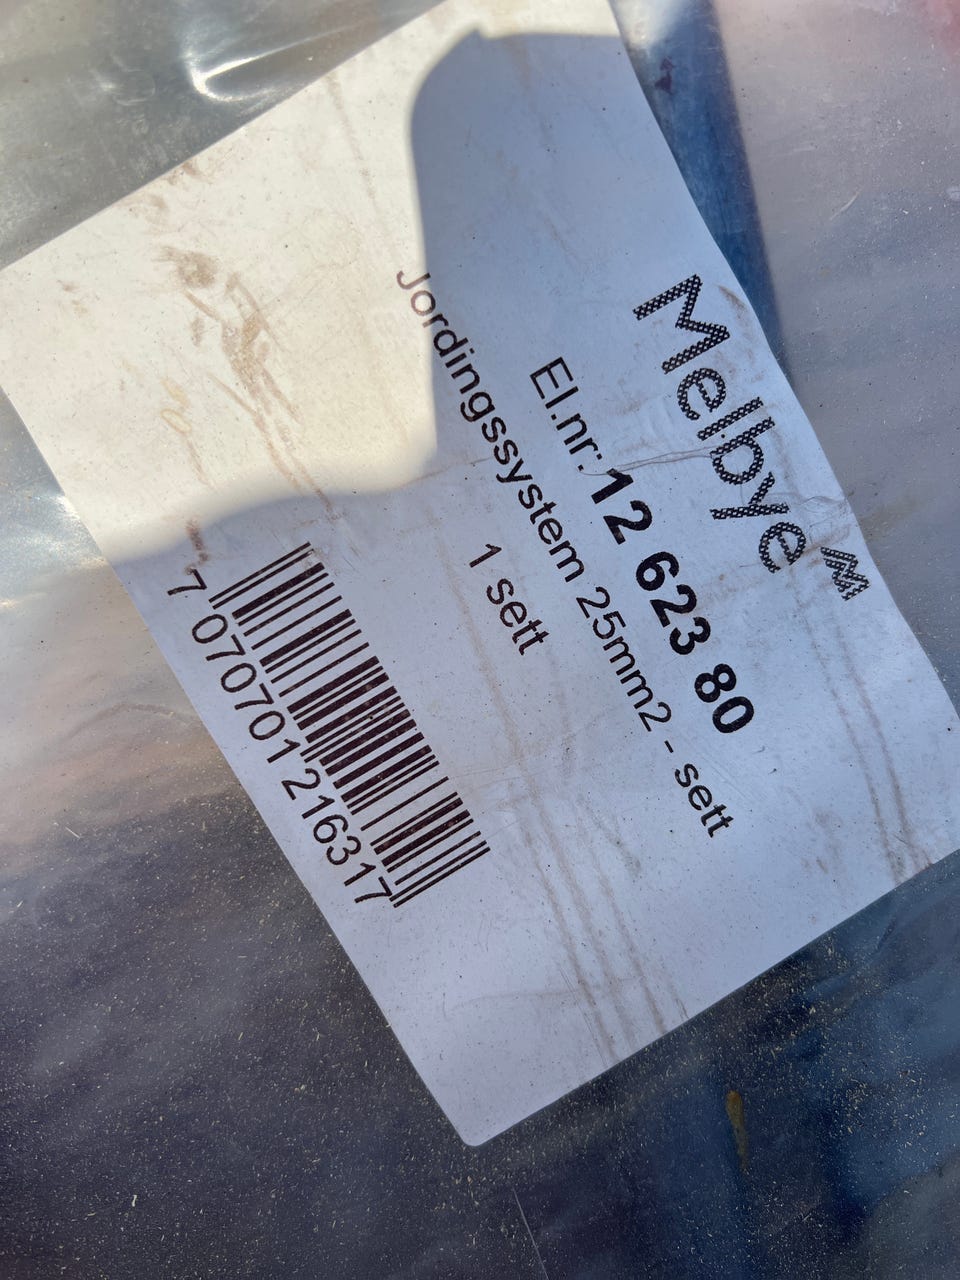 Melbye
El.nr: 12 623 80
Jordingssystem 25mm2 - sett
1 sett
7 070701 216317